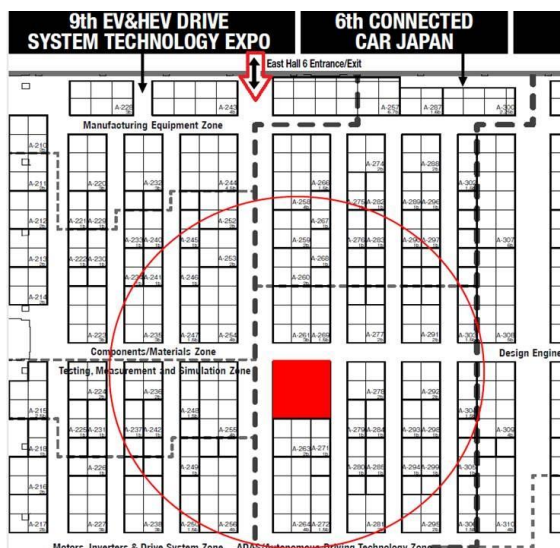 9th EV&HEV DRIVE
SYSTEM TECHNOLOGY EXPO
6th CONNECTED
CAR JAPAN
East Hall 6 Entrance/Exit
A-228
A-243
A-257
A-287
A-300
Manufacturing Equipment Zone
A-210
A-211
A-220
A-232
A-244
A-266
A-274
A-288
A-302
A-212
A-221
A-229
A-252
A-258
A-267
A-275
A-282
A-289
A-296
A-213
A-222
A-230
A-233
A-240
A-245
A-253
A-259
A-268
A-276
A-283
A-297
A-307
A-214
A-241
A-246
A-260
A-223
A-235
A-247
A-254
A-261
A-269
A-277
A-291
A-303
A-308
Components/Materials Zone
Design Engine
Testing, Measurement and Simulation Zone
A-215
A-224
A-236
A-248
A-278
A-292
A-304
A-218
A-225
A-231
A-237
A-242
A-255
A-263
A-271
A-279
A-284
A-293
A-298
A-309
A-216
A-226
A-249
A-280
A-285
A-294
A-299
A-305
A-217
A-227
A-238
A-250
A-256
A-264
A-272
A-281
A-295
A-306
A-310
Motors, Inverters & Drive System Zone
ADAS/Autonomous Driving Technology Zone